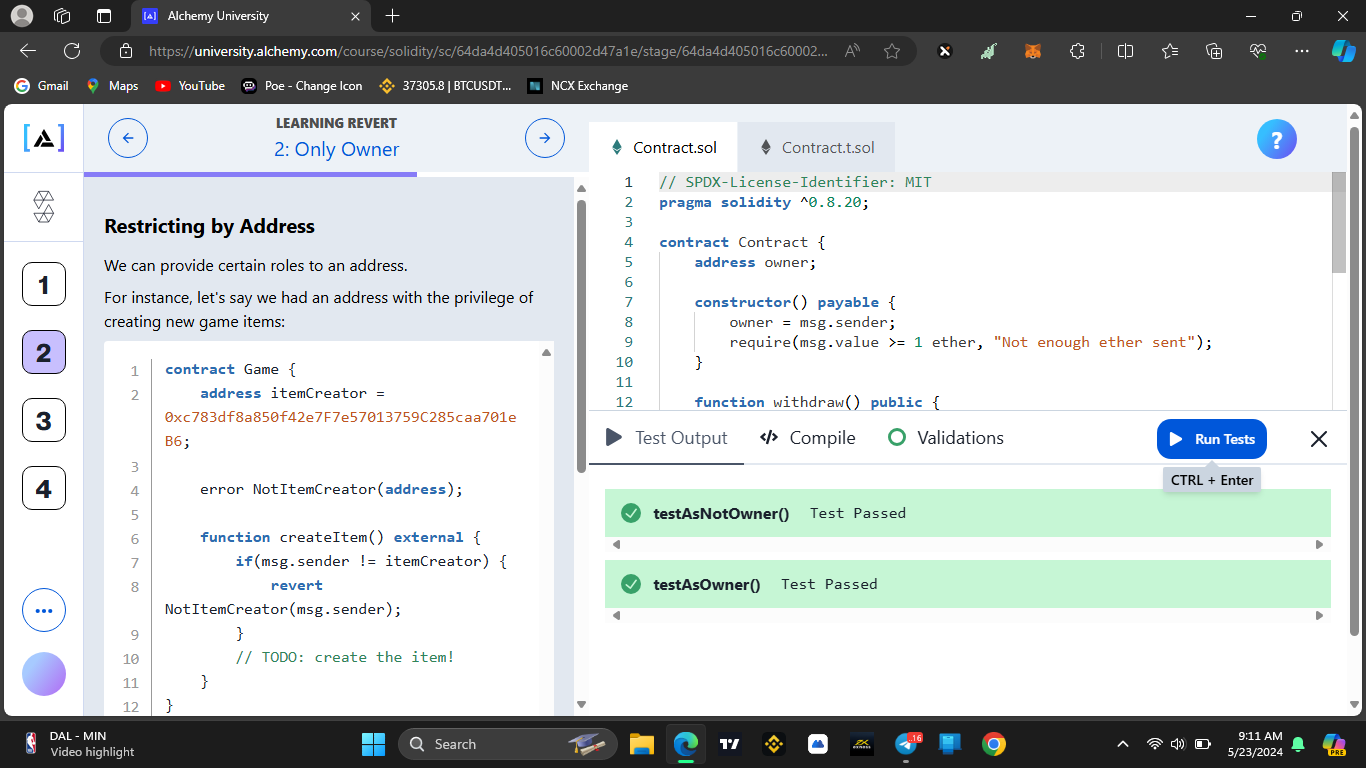 Alchemy University
https://university.alchemy.com/course/solidity/sc/64da4d405016c60002d47a1e/stage/64da4d405016c60002...
Gmail
Maps
YouTube
Poe - Change Icon
37305.8 | BTCUSDT...
NCX Exchange
LEARNING REVERT
2: Only Owner
1
2
3
4
Restricting by Address
We can provide certain roles to an address.
For instance, let's say we had an address with the privilege of
creating new game items:
1 contract Game {
2 address itemCreator =
0xc783df8a850f42e7F7e57013759C285caa701e
B6;
3
4 error NotItemCreator(address);
5
6 function createItem() external {
7 if(msg.sender != itemCreator) {
8 revert
NotItemCreator(msg.sender);
9 }
10 // TODO: create the item!
11 }
12 }
Contract.sol
Contract.t.sol
?
1 // SPDX-License-Identifier: MIT
2 pragma solidity ^0.8.20;
3
4 contract Contract {
5 address owner;
6
7 constructor() payable {
8 owner = msg.sender;
9 require(msg.value >= 1 ether, "Not enough ether sent");
10 }
11
12 function withdraw() public {
Test Output
Compile
Validations
Run Tests
CTRL + Enter
testAsNotOwner() Test Passed
testAsOwner() Test Passed
DAL - MIN
Video highlight
Search
16
9:11 AM
5/23/2024
PRE